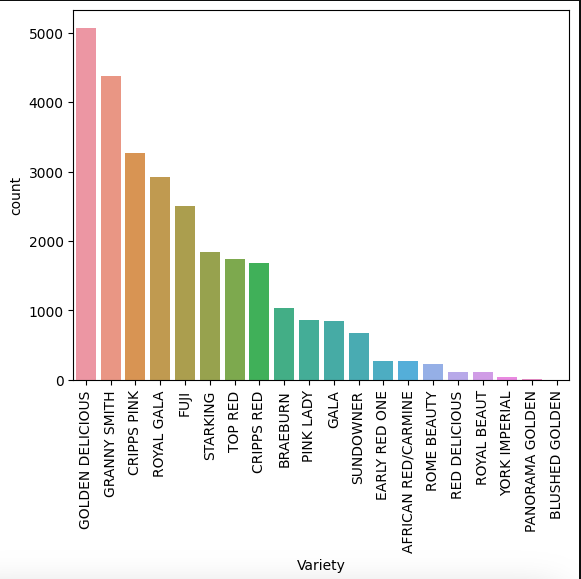 5000
4000
3000
2000
1000
0
count
GOLDEN DELICIOUS
GRANNY SMITH
CRIPPS PINK
ROYAL GALA
FUJI
STARKING
TOP RED
CRIPPS RED
BRAEBURN
PINK LADY
GALA
SUNDOWNER
EARLY RED ONE
AFRICAN RED/CARMINE
ROME BEAUTY
RED DELICIOUS
ROYAL BEAUT
YORK IMPERIAL
PANORAMA GOLDEN
BLUSHED GOLDEN
Variety